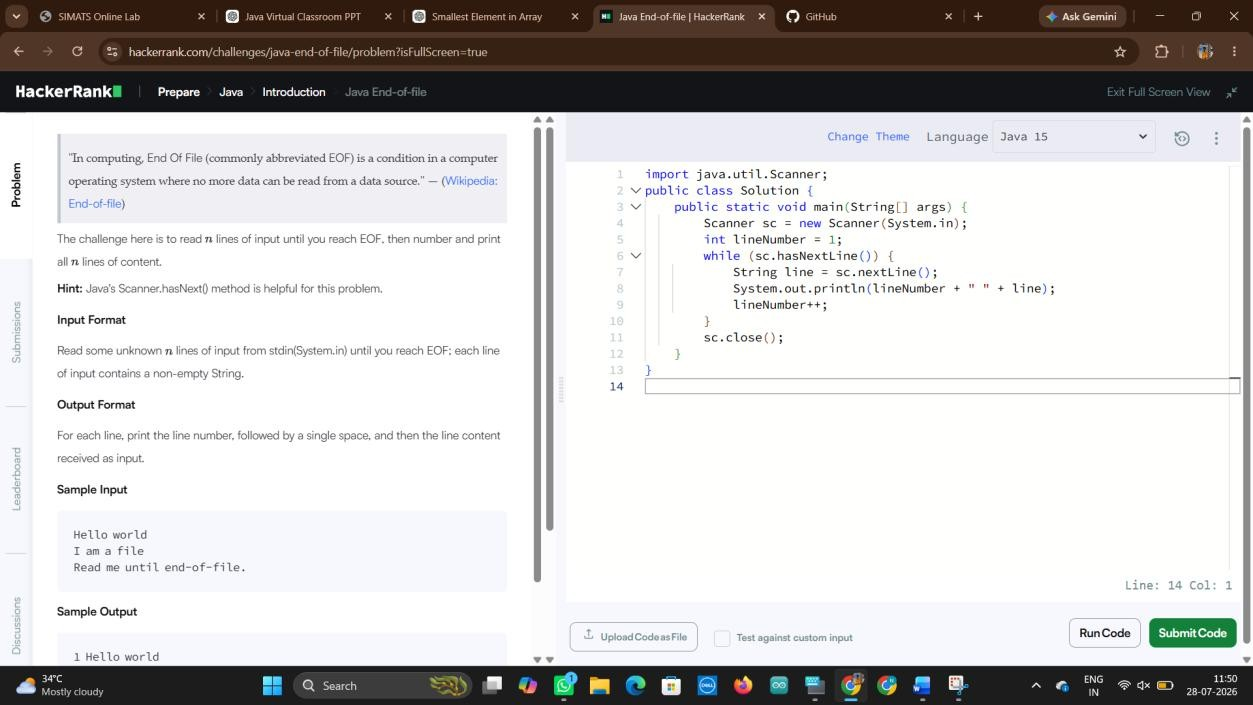 SIMATS Online Lab
Java Virtual Classroom PPT
Smallest Element in Array
Java End-of-file | HackerRank
GitHub
Ask Gemini
hackerrank.com/challenges/java-end-of-file/problem?isFullScreen=true
HackerRank
Prepare
Java
Introduction
Java End-of-file
Exit Full Screen View
Problem
Submissions
Leaderboard
Discussions
"In computing, End Of File (commonly abbreviated EOF) is a condition in a computer
operating system where no more data can be read from a data source." — (Wikipedia:
End-of-file)
The challenge here is to read n lines of input until you reach EOF, then number and print
all n lines of content.
Hint: Java's Scanner.hasNext() method is helpful for this problem.
Input Format
Read some unknown n lines of input from stdin(System.in) until you reach EOF; each line
of input contains a non-empty String.
Output Format
For each line, print the line number, followed by a single space, and then the line content
received as input.
Sample Input
Hello world
I am a file
Read me until end-of-file.
Sample Output
1 Hello world
Change Theme Language Java 15
1 import java.util.Scanner;
2 public class Solution {
3 public static void main(String[] args) {
4 Scanner sc = new Scanner(System.in);
5 int lineNumber = 1;
6 while (sc.hasNextLine()) {
7 String line = sc.nextLine();
8 System.out.println(lineNumber + " " + line);
9 lineNumber++;
10 }
11 sc.close();
12 }
13 }
14
Line: 14 Col: 1
Upload Code as File
Test against custom input
Run Code
Submit Code
34°C
Mostly cloudy
Search
1
ENG
IN
11:50
28-07-2026